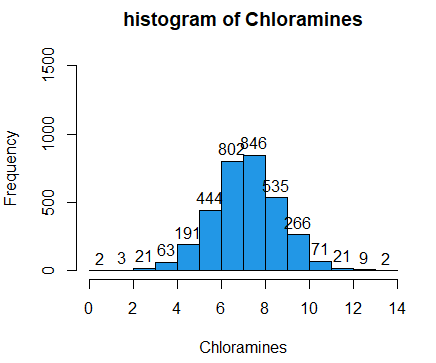 histogram of Chloramines
Frequency
1500
1000
500
0
2 3 21 63 191 444 802 846 535 266 71 21 9 2
0 2 4 6 8 10 12 14
Chloramines